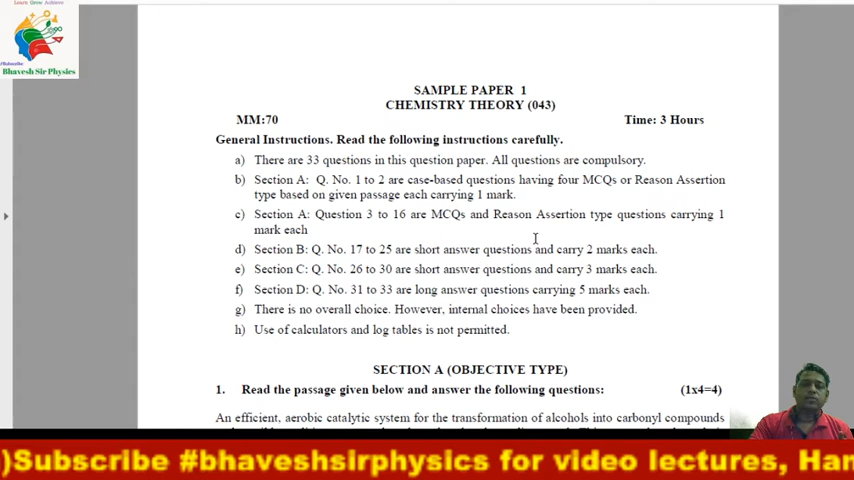 Learn Grow Achieve
#Subscribe
Bhavesh Sir Physics
SAMPLE PAPER 1
CHEMISTRY THEORY (043)
MM:70 Time: 3 Hours
General Instructions. Read the following instructions carefully.
a) There are 33 questions in this question paper. All questions are compulsory.
b) Section A: Q. No. 1 to 2 are case-based questions having four MCQs or Reason Assertion
type based on given passage each carrying 1 mark.
c) Section A: Question 3 to 16 are MCQs and Reason Assertion type questions carrying 1
mark each
d) Section B: Q. No. 17 to 25 are short answer questions and carry 2 marks each.
e) Section C: Q. No. 26 to 30 are short answer questions and carry 3 marks each.
f) Section D: Q. No. 31 to 33 are long answer questions carrying 5 marks each.
g) There is no overall choice. However, internal choices have been provided.
h) Use of calculators and log tables is not permitted.
SECTION A (OBJECTIVE TYPE)
1. Read the passage given below and answer the following questions: (1x4=4)
An efficient, aerobic catalytic system for the transformation of alcohols into carbonyl compounds
)Subscribe #bhaveshsirphysics for video lectures, Han